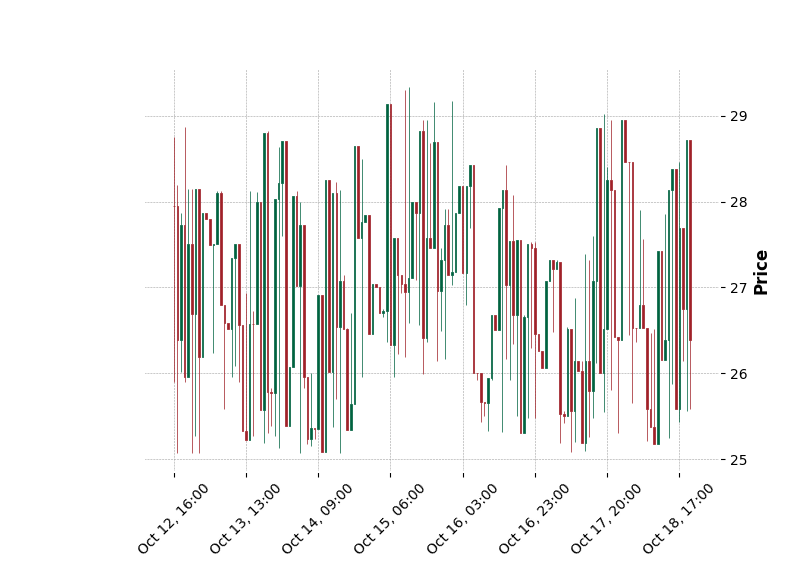 29
28
27
26
25
Price
Oct 12, 16:00
Oct 13, 13:00
Oct 14, 09:00
Oct 15, 06:00
Oct 16, 03:00
Oct 16, 23:00
Oct 17, 20:00
Oct 18, 17:00